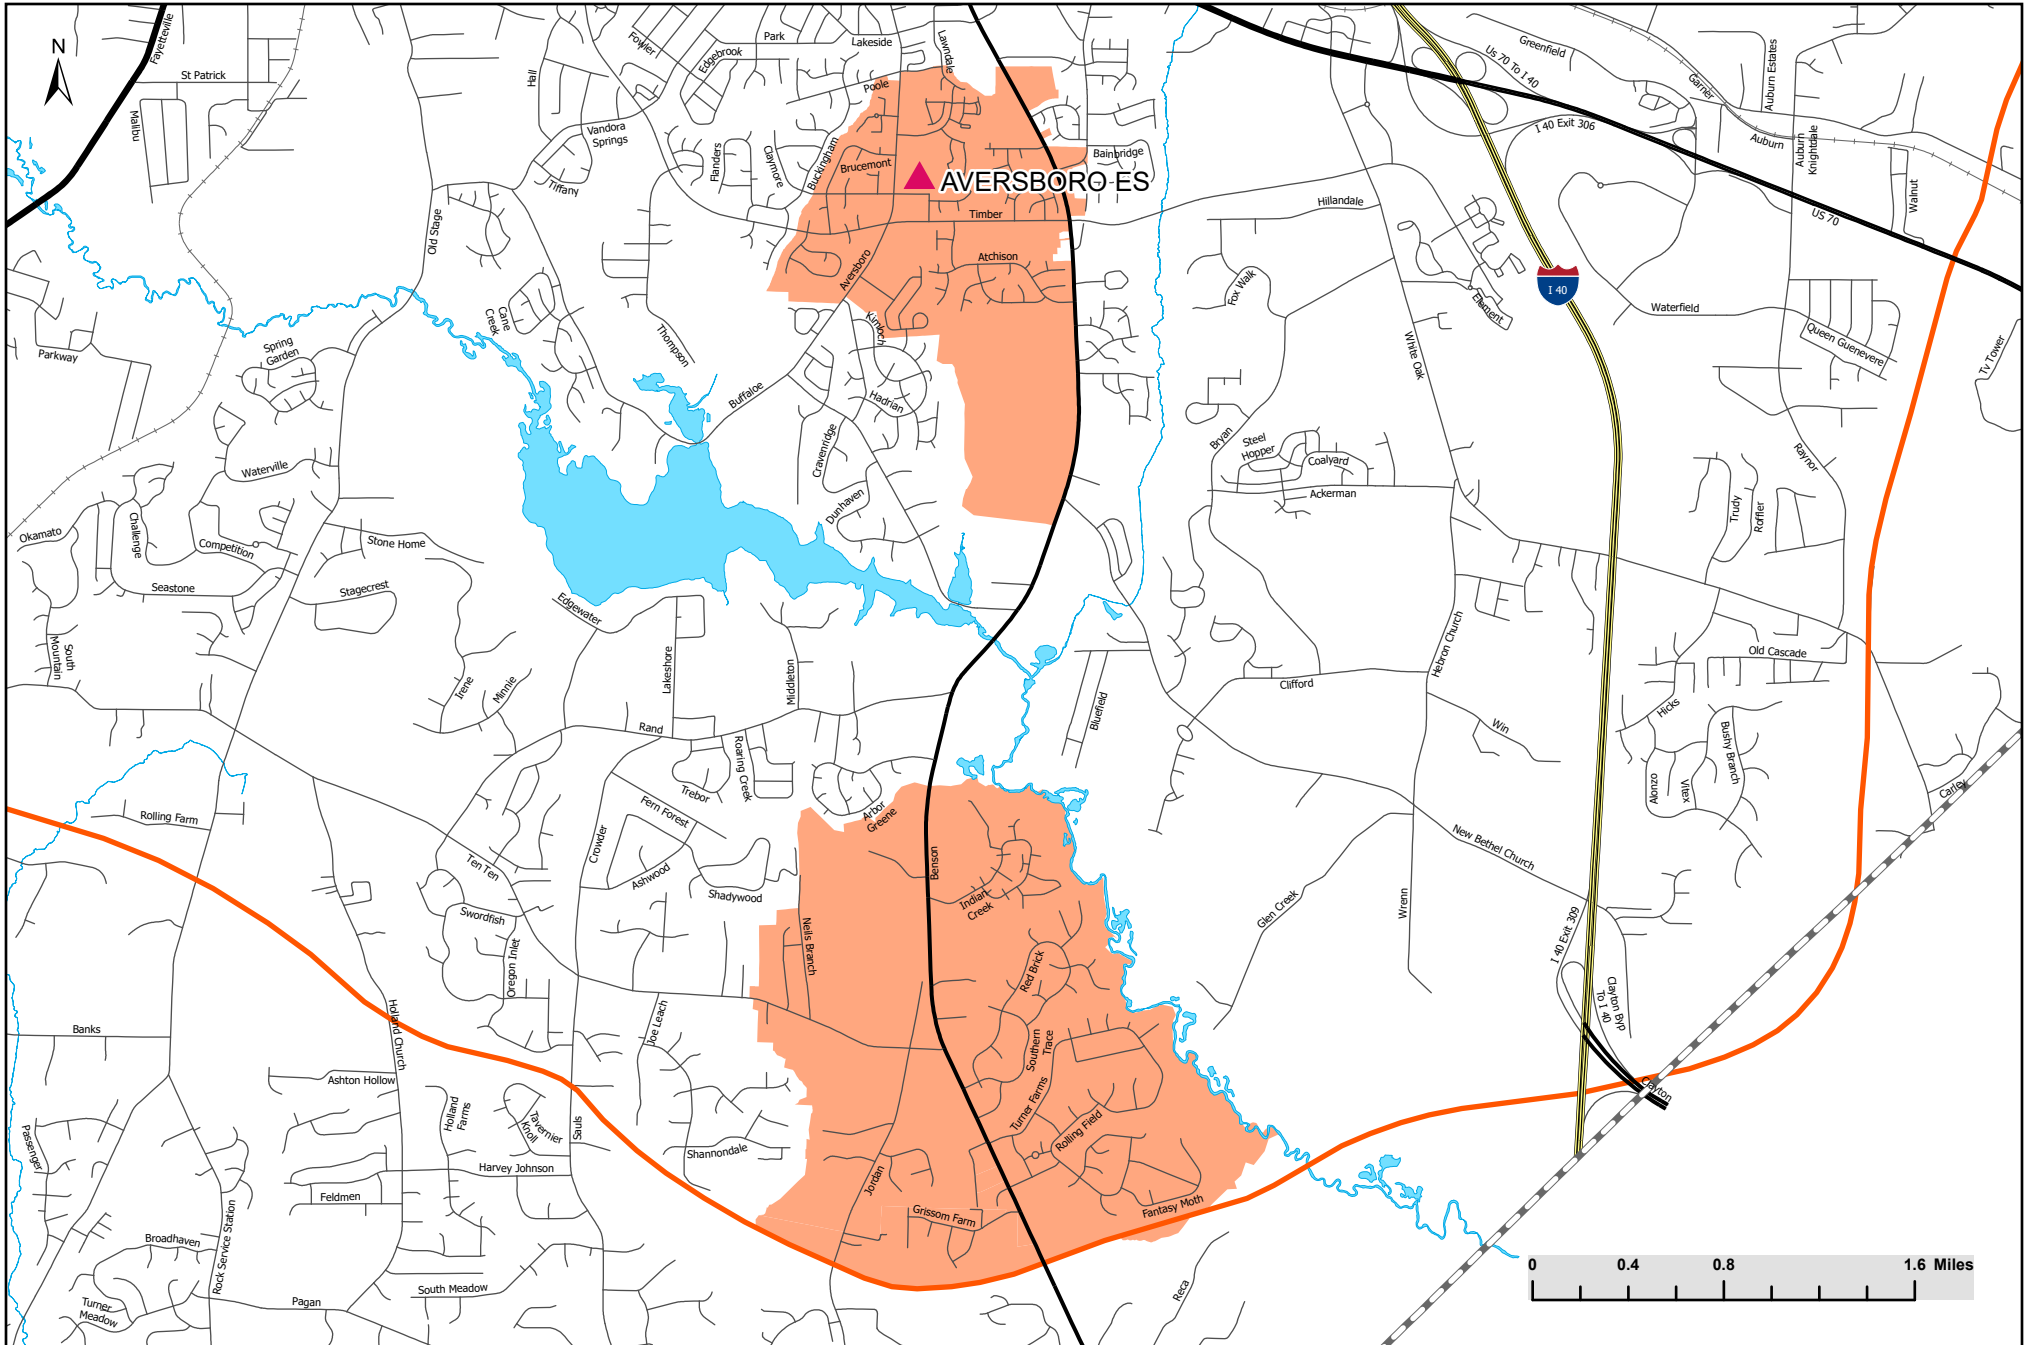 N
Fayetteville
St Patrick
Malibu
Hall
Fowler
Edgebrook
Park
Lakeside
Lawndale
Poole
Vandora
Springs
Tiffany
Flanders
Claymore
Buckingham
Brucemont
AVERSBORO ES
Bainbridge
Timber
Atchison
Aversboro
Old Stage
Us 70 To I 40
Greenfield
Garner
Auburn Estates
I 40 Exit 306
Auburn
Auburn
Knightdale
Walnut
US 70
Hillandale
Fox Walk
Element
I 40
Waterfield
Queen Guenevere
Tv Tower
White Oak
Parkway
Spring
Garden
Cane
Creek
Thompson
Kimloch
Buffaloe
Hadrian
Cravenridge
Dunhaven
Bryan
Steel
Hopper
Coalyard
Ackerman
Raynor
Trudy
Roffler
Waterville
Okamato
Challenge
Competition
Stone Home
Seastone
Stagecrest
Edgewater
South
Mountain
Irene
Minnie
Lakeshore
Middleton
Rand
Hebron Church
Old Cascade
Clifford
Bluefield
Win
Hicks
Bushy Branch
Alonzo
Vitex
Carley
Roaring Creek
Trebor
Fern Forest
Arbor
Greene
Rolling Farm
Crowder
Ten Ten
Ashwood
Shadywood
Benson
Indian
Creek
New Bethel Church
Swordfish
Oregon Inlet
Neils Branch
Red Brick
Glen Creek
Wrenn
I 40 Exit 309
Clayton Byp
To I 40
Banks
Holland Church
Joe Leach
Southern
Trace
Ashton Hollow
Turner Farms
Clayton
Holland
Farms
Tavernier
Knoll
Sauls
Rolling Field
Passenger
Shannondale
Harvey Johnson
Jordan
Feldmen
Grissom Farm
Fantasy Moth
Rock Service Station
Broadhaven
South Meadow
Pagan
Turner
Meadow
Reca
0 0.4 0.8 1.6 Miles